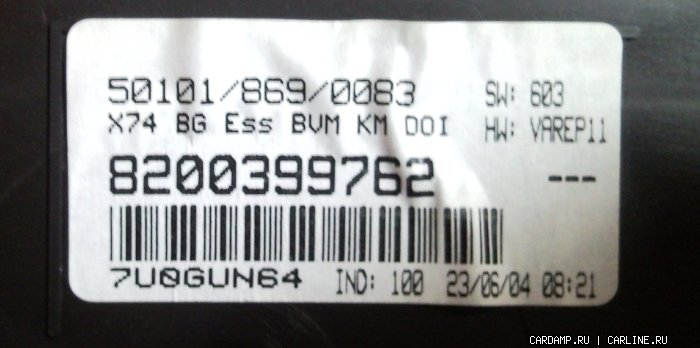 50101/869/0083 SW: 603
X74 BG Ess BVM KM DOI HW: VAREP11
8200399762 ---
7U0GUN64 IND: 100 23/06/04 08:21
CARDAMP.RU | CARLINE.RU